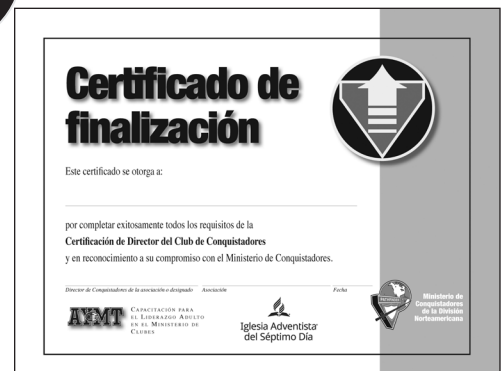 Certificado de
finalización
Este certificado se otorga a:
por completar exitosamente todos los requisitos de la
Certificación de Director del Club de Conquistadores
y en reconocimiento a su compromiso con el Ministerio de Conquistadores.
Director de Conquistadores de la asociación o designado Asociación Fecha
AYMT
CAPACITACIÓN PARA
EL LIDERAZGO ADULTO
EN EL MINISTERIO DE
CLUBES
Iglesia Adventista
del Séptimo Día
PATHFINDER
CLUB
Ministerio de
Conquistadores
de la División
Norteamericana